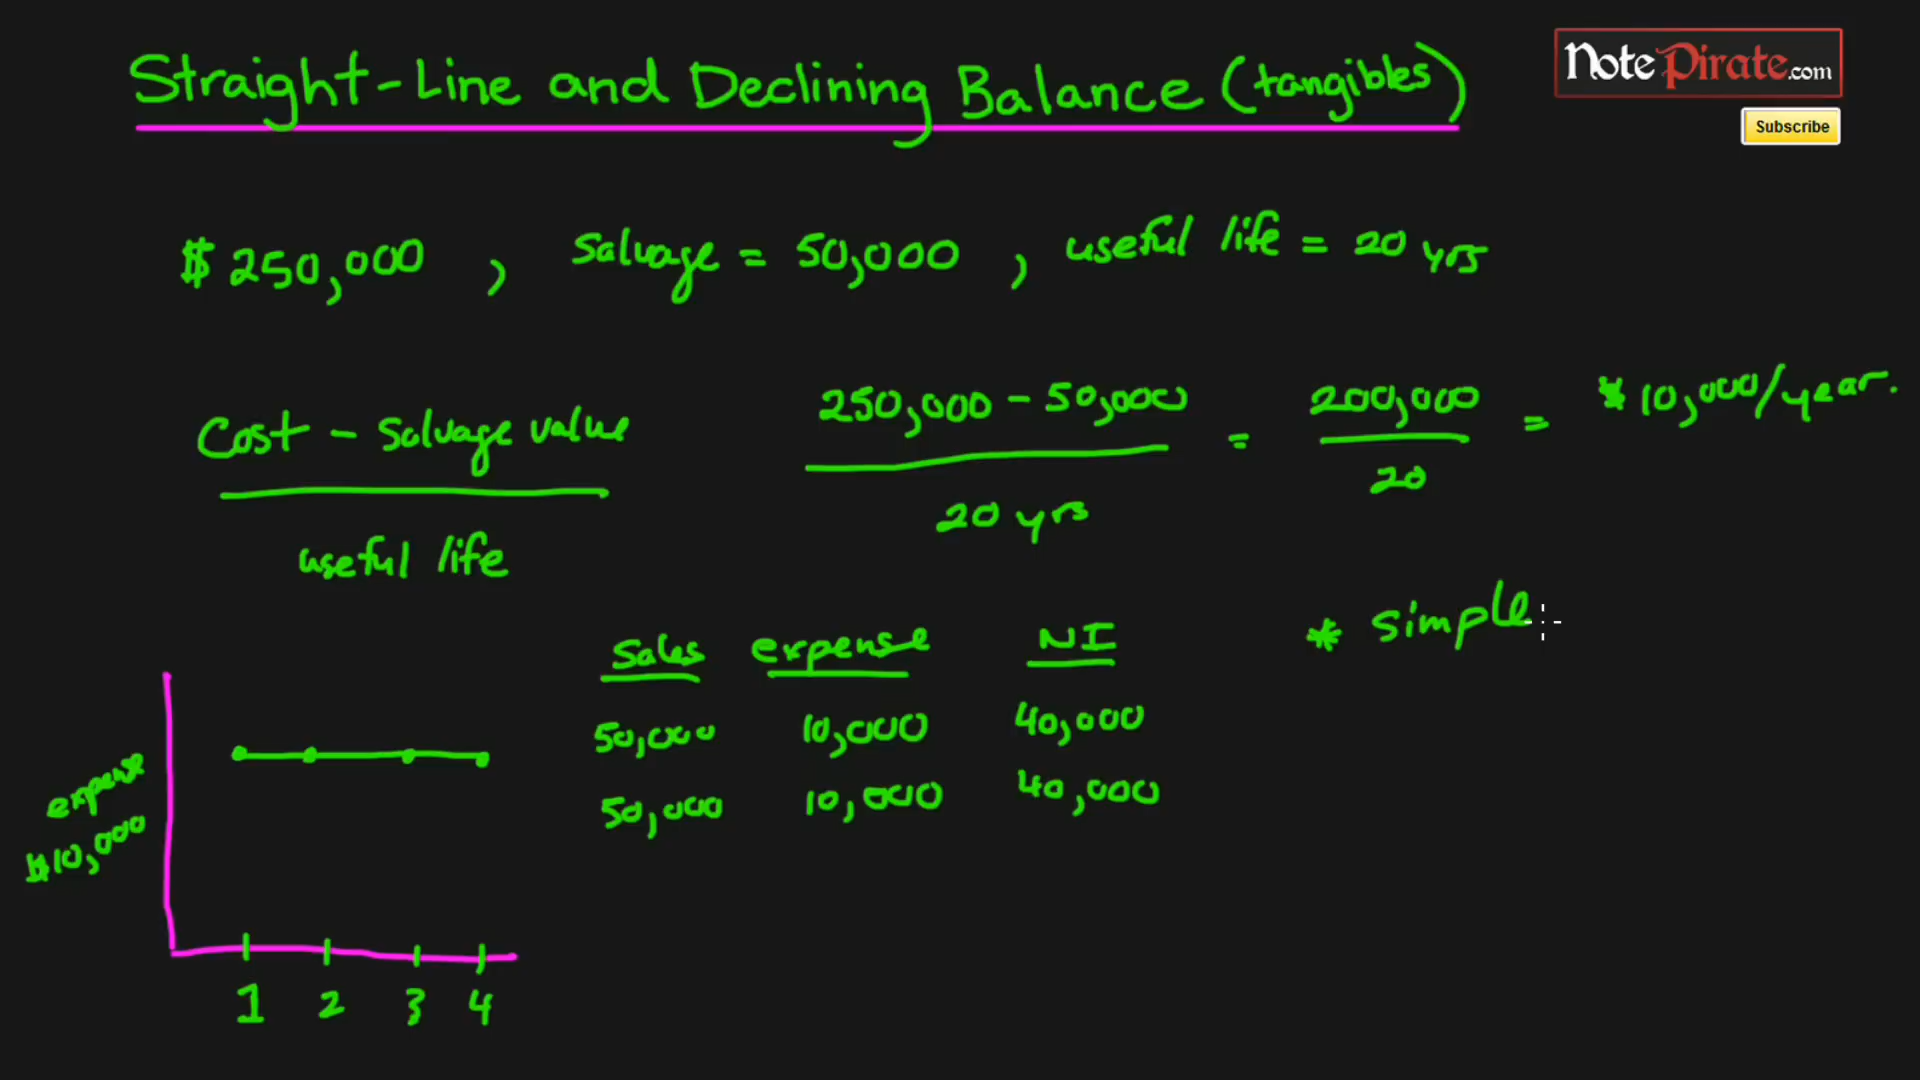 Straight-Line and Declining Balance (tangibles)
NotePirate.com
Subscribe
$250,000 , Salvage = 50,000 , useful life = 20 yrs
Cost - Salvage value
useful life
250,000 - 50,000
20 yrs
=
200,000
20
= $10,000/year.
* simple
Sales expense NI
50,000 10,000 40,000
50,000 10,000 40,000
expense
$10,000
1 2 3 4